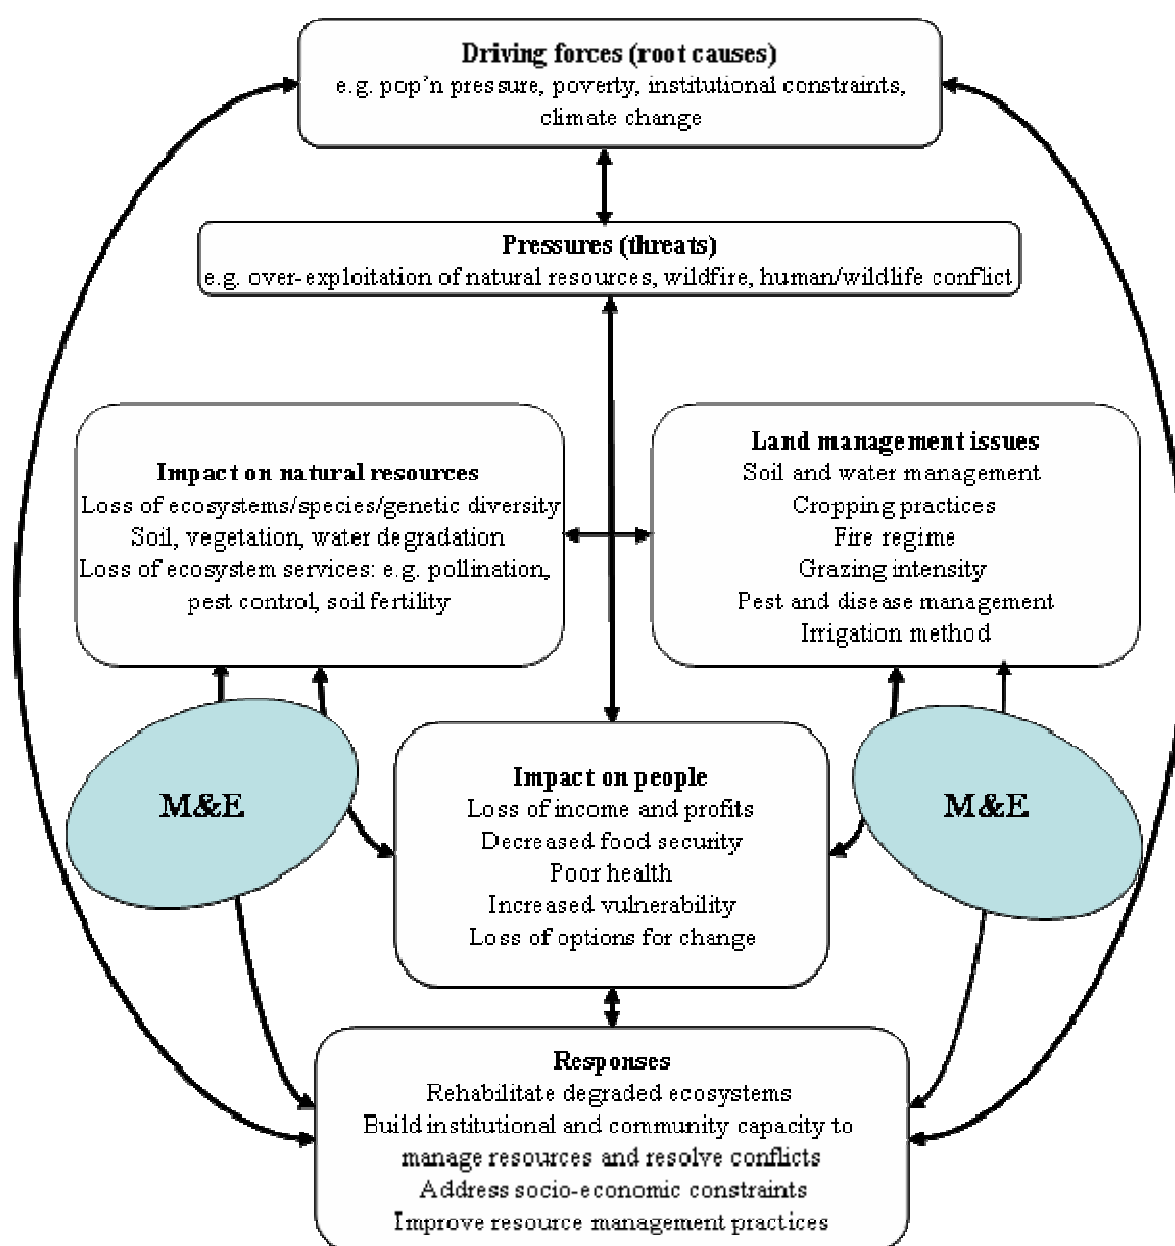 Driving forces (root causes)
e.g. pop'n pressure, poverty, institutional constraints,
climate change
Pressures (threats)
e.g. over-exploitation of natural resources, wildfire, human/wildlife conflict
Impact on natural resources
Loss of ecosystems/species/genetic diversity
Soil, vegetation, water degradation
Loss of ecosystem services: e.g. pollination,
pest control, soil fertility
Land management issues
Soil and water management
Cropping practices
Fire regime
Grazing intensity
Pest and disease management
Irrigation method
M&E
Impact on people
Loss of income and profits
Decreased food security
Poor health
Increased vulnerability
Loss of options for change
M&E
Responses
Rehabilitate degraded ecosystems
Build institutional and community capacity to
manage resources and resolve conflicts
Address socio-economic constraints
Improve resource management practices